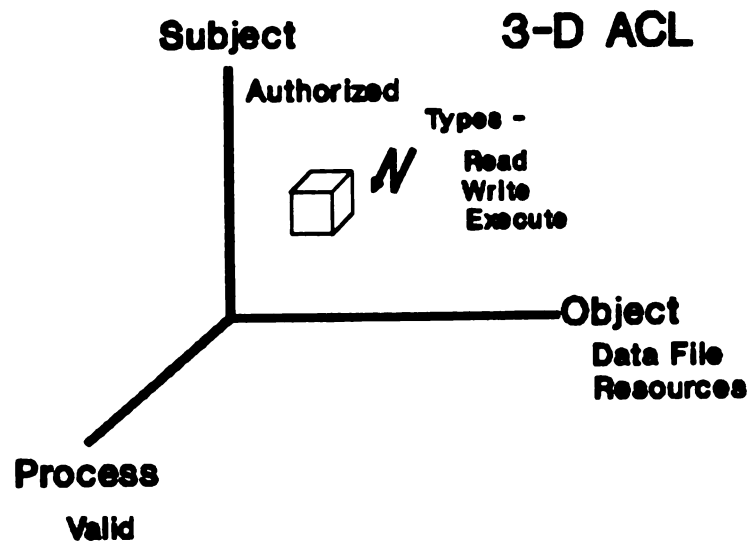 Subject
3-D ACL
Authorized
Types -
Read
Write
Execute
Object
Data File
Resources
Process
Valid